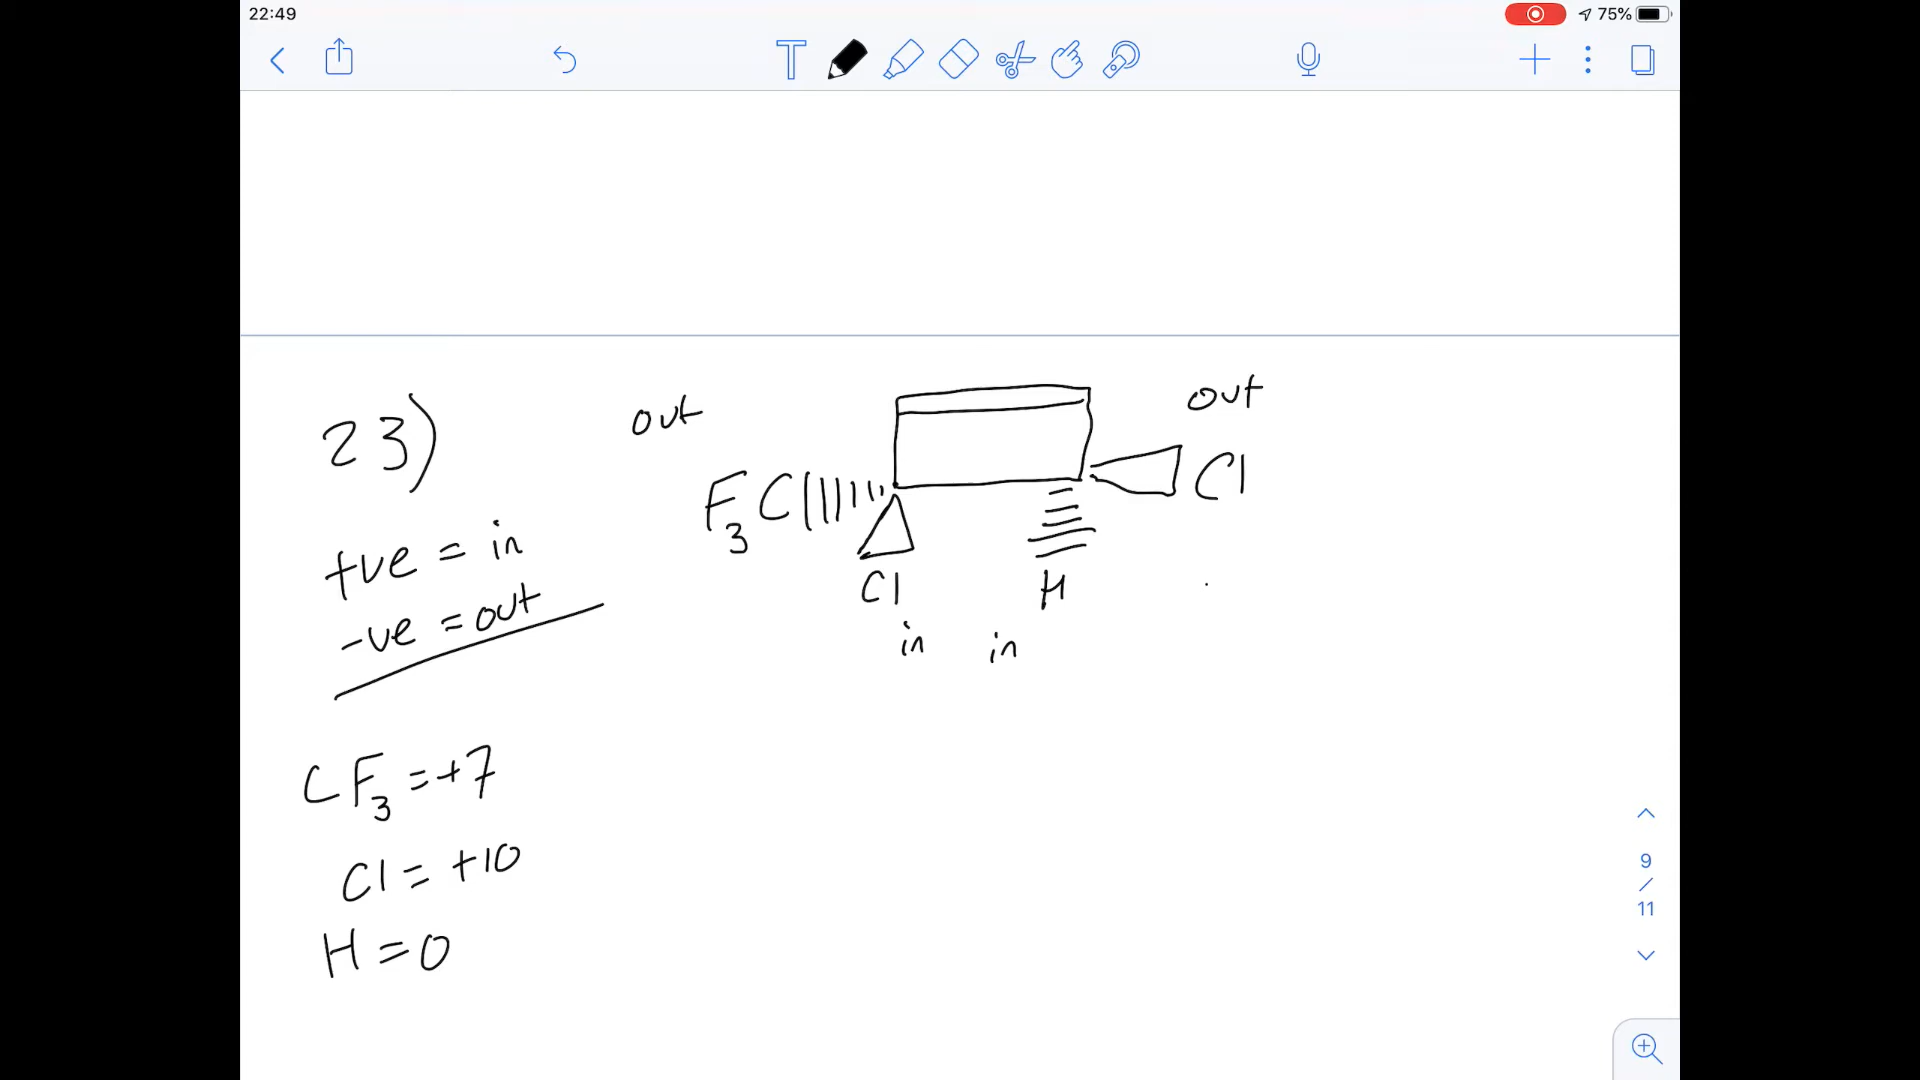 22:49
75%
T
23)
out
out
F3C
Cl
Cl
H
in
in
+ve = in
-ve = out
CF3 = +7
Cl = +10
H = 0
9
/
11